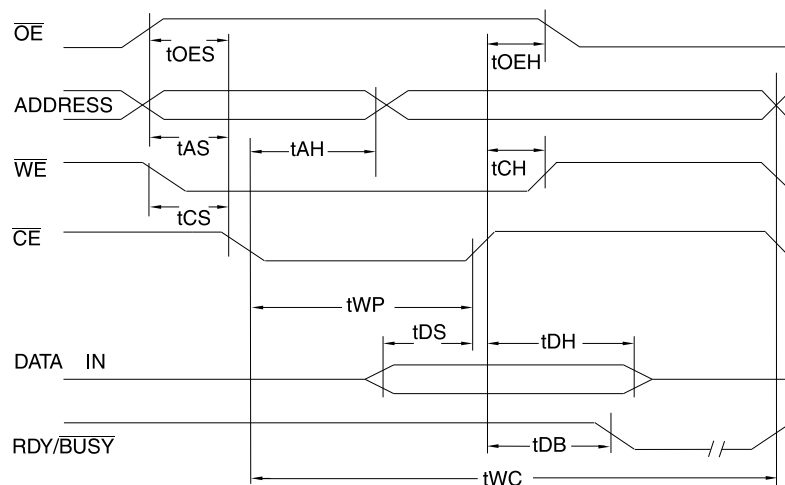 OE
tOES
tOEH
ADDRESS
tAS
tAH
tCH
WE
tCS
CE
tWP
tDS
tDH
DATA IN
RDY/BUSY
tDB
tWC